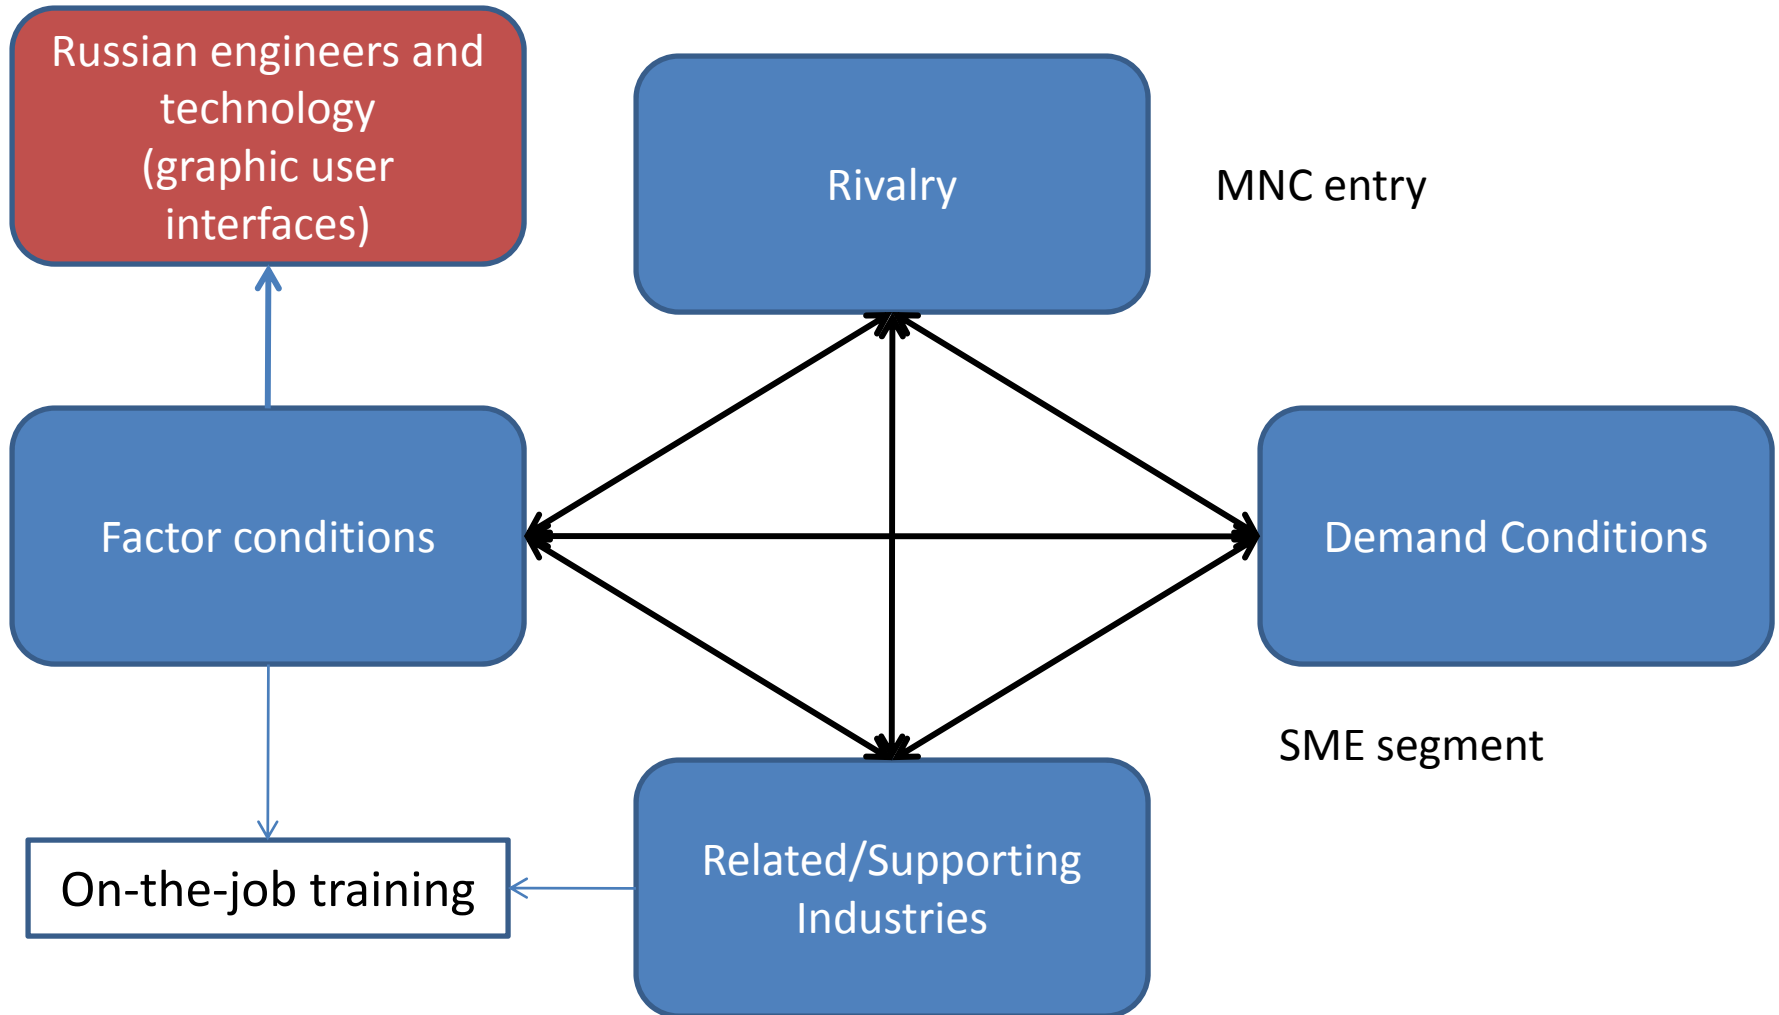 Russian engineers and
technology
(graphic user
interfaces)
Rivalry
MNC entry
Factor conditions
Demand Conditions
SME segment
On-the-job training
Related/Supporting
Industries